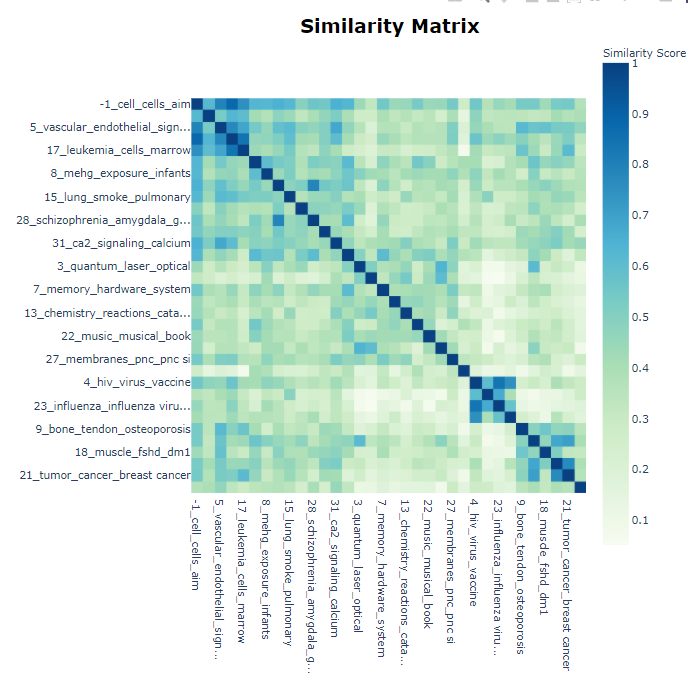 Similarity Matrix
Similarity Score
-1_cell_cells_aim
5_vascular_endothelial_sign...
17_leukemia_cells_marrow
8_mehg_exposure_infants
15_lung_smoke_pulmonary
28_schizophrenia_amygdala_g...
31_ca2_signaling_calcium
3_quantum_laser_optical
7_memory_hardware_system
13_chemistry_reactions_cata...
22_music_musical_book
27_membranes_pnc_pnc si
4_hiv_virus_vaccine
23_influenza_influenza viru...
9_bone_tendon_osteoporosis
18_muscle_fshd_dm1
21_tumor_cancer_breast cancer
1
0.9
0.8
0.7
0.6
0.5
0.4
0.3
0.2
0.1
-1_cell_cells_aim
5_vascular_endothelial_sign...
17_leukemia_cells_marrow
8_mehg_exposure_infants
15_lung_smoke_pulmonary
28_schizophrenia_amygdala_g...
31_ca2_signaling_calcium
3_quantum_laser_optical
7_memory_hardware_system
13_chemistry_reactions_cata...
22_music_musical_book
27_membranes_pnc_pnc si
4_hiv_virus_vaccine
23_influenza_influenza viru...
9_bone_tendon_osteoporosis
18_muscle_fshd_dm1
21_tumor_cancer_breast cancer